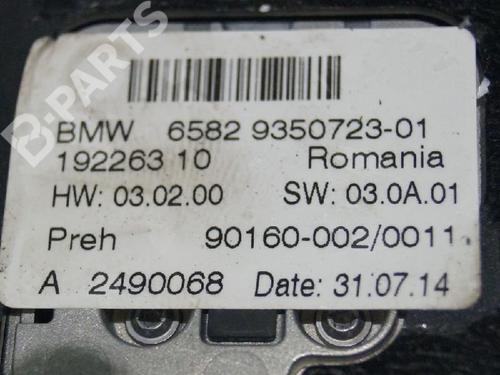 B-PARTS
BMW 6582 9350723-01
192263 10 Romania
HW: 03.02.00 SW: 03.0A.01
Preh 90160-002/0011
A 2490068 Date: 31.07.14